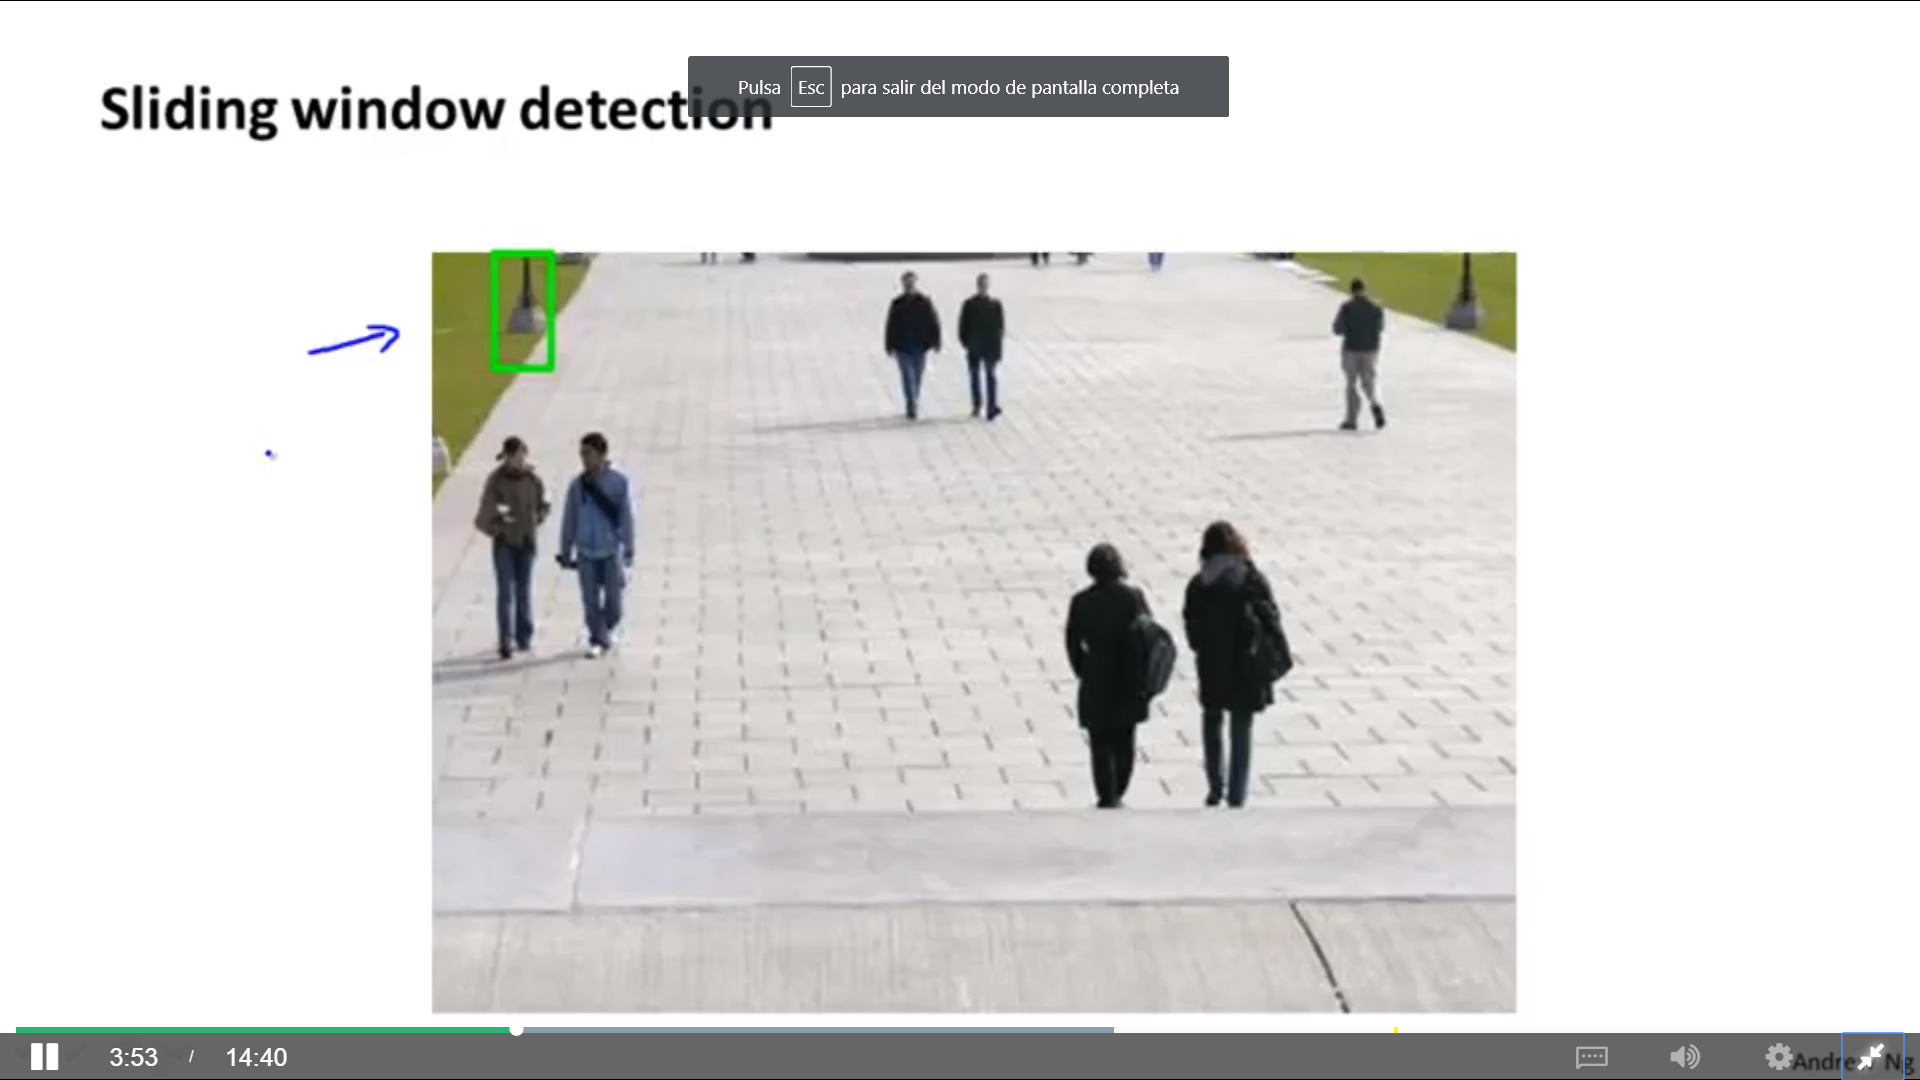 Sliding window detection
Pulsa Esc para salir del modo de pantalla completa
3:53 / 14:40
Andrew Ng